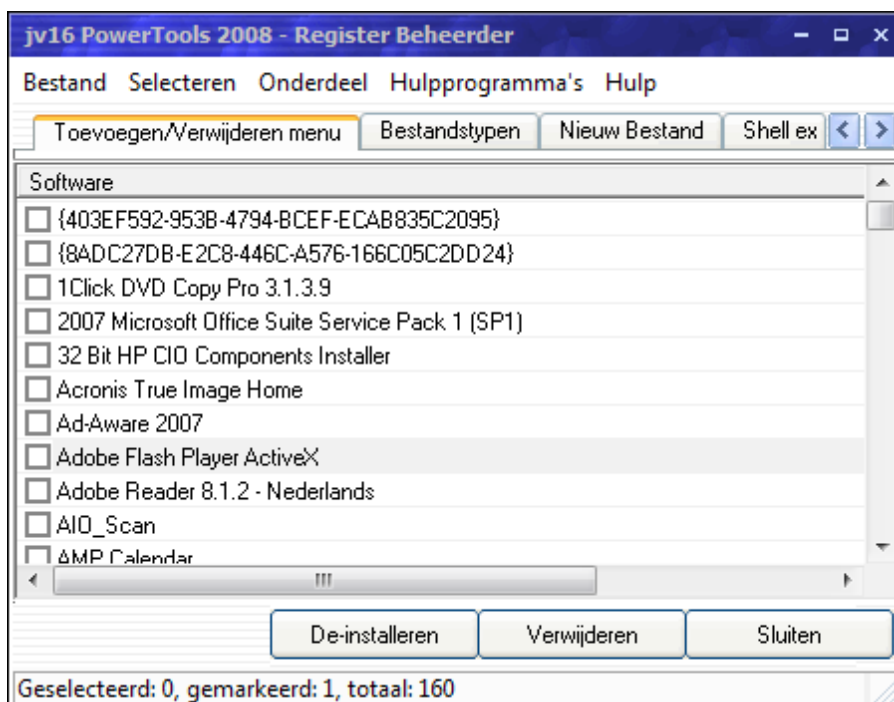 jv16 PowerTools 2008 - Register Beheerder
Bestand Selecteren Onderdeel Hulpprogramma's Hulp
Toevoegen/Verwijderen menu Bestandstypen Nieuw Bestand Shell ex
Software
{403EF592-953B-4794-BCEF-ECAB835C2095}
{8ADC27DB-E2C8-446C-A576-166C05C2DD24}
1Click DVD Copy Pro 3.1.3.9
2007 Microsoft Office Suite Service Pack 1 (SP1)
32 Bit HP CIO Components Installer
Acronis True Image Home
Ad-Aware 2007
Adobe Flash Player ActiveX
Adobe Reader 8.1.2 - Nederlands
AIO_Scan
AMP Calendar
De-installeren Verwijderen Sluiten
Geselecteerd: 0, gemarkeerd: 1, totaal: 160